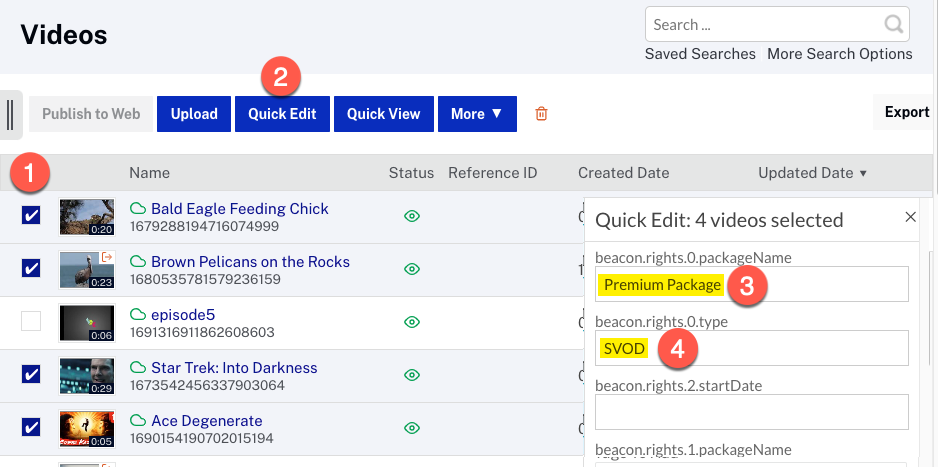 Videos
Search ...
Saved Searches More Search Options
2
Publish to Web Upload Quick Edit Quick View More ▼ Export
1
Name Status Reference ID Created Date Updated Date ▼
Bald Eagle Feeding Chick
1679288194716074999
0:20
Quick Edit: 4 videos selected ×
beacon.rights.0.packageName
Brown Pelicans on the Rocks
1680535781579236159
0:23
Premium Package 3
beacon.rights.0.type
episode5
1691316911862608603
0:06
SVOD 4
Star Trek: Into Darkness
1673542456337903064
0:29
beacon.rights.2.startDate
Ace Degenerate
1690154190702015194
0:05
beacon.rights.1.packageName